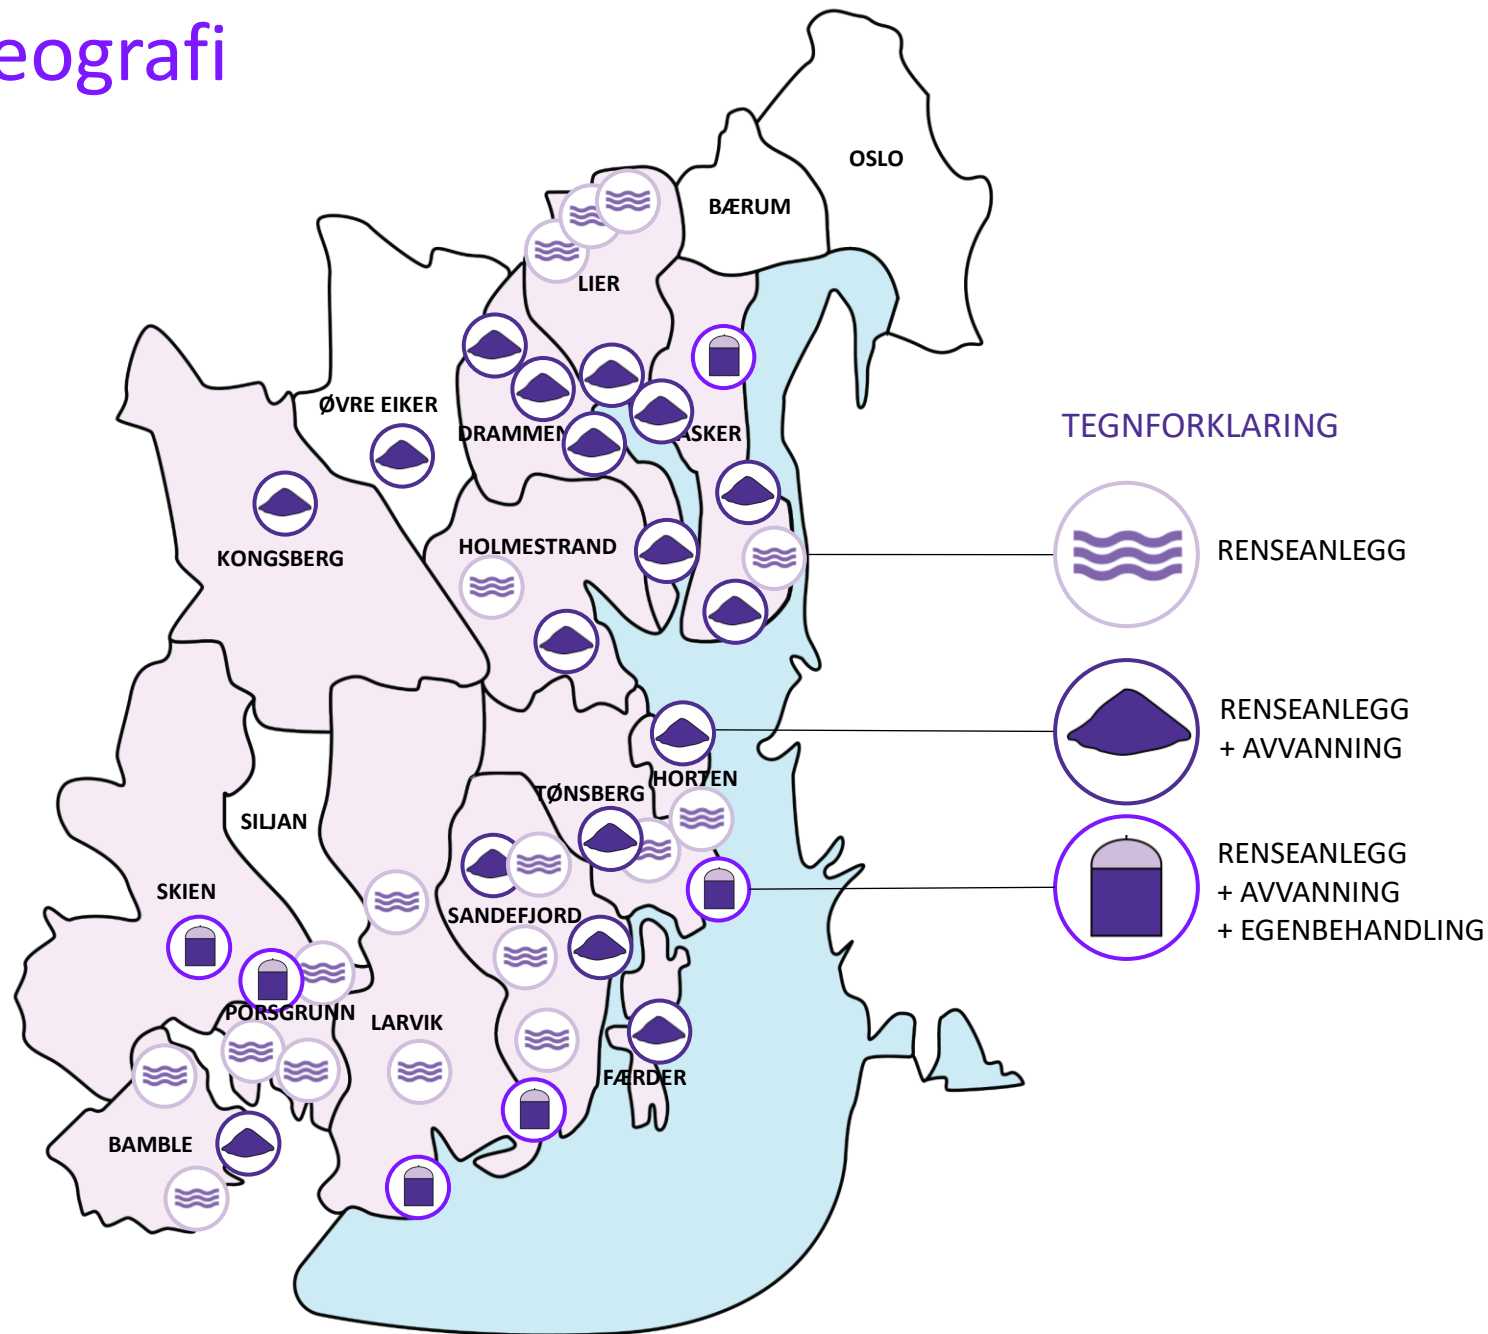 eografi
OSLO
BÆRUM
LIER
ØVRE EIKER
DRAMMEN
ASKER
KONGSBERG
HOLMESTRAND
HORTEN
TØNSBERG
SILJAN
SKIEN
SANDEFJORD
PORSGRUNN
LARVIK
FÆRDER
BAMBLE
TEGNFORKLARING
RENSEANLEGG
RENSEANLEGG
+ AVVANNING
RENSEANLEGG
+ AVVANNING
+ EGENBEHANDLING